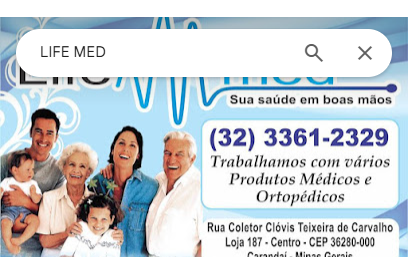 LIFE MED
Sua saúde em boas mãos
(32) 3361-2329
Trabalhamos com vários
Produtos Médicos e
Ortopédicos
Rua Coletor Clóvis Teixeira de Carvalho
Loja 187 - Centro - CEP 36280-000
Carandaí - Minas Gerais